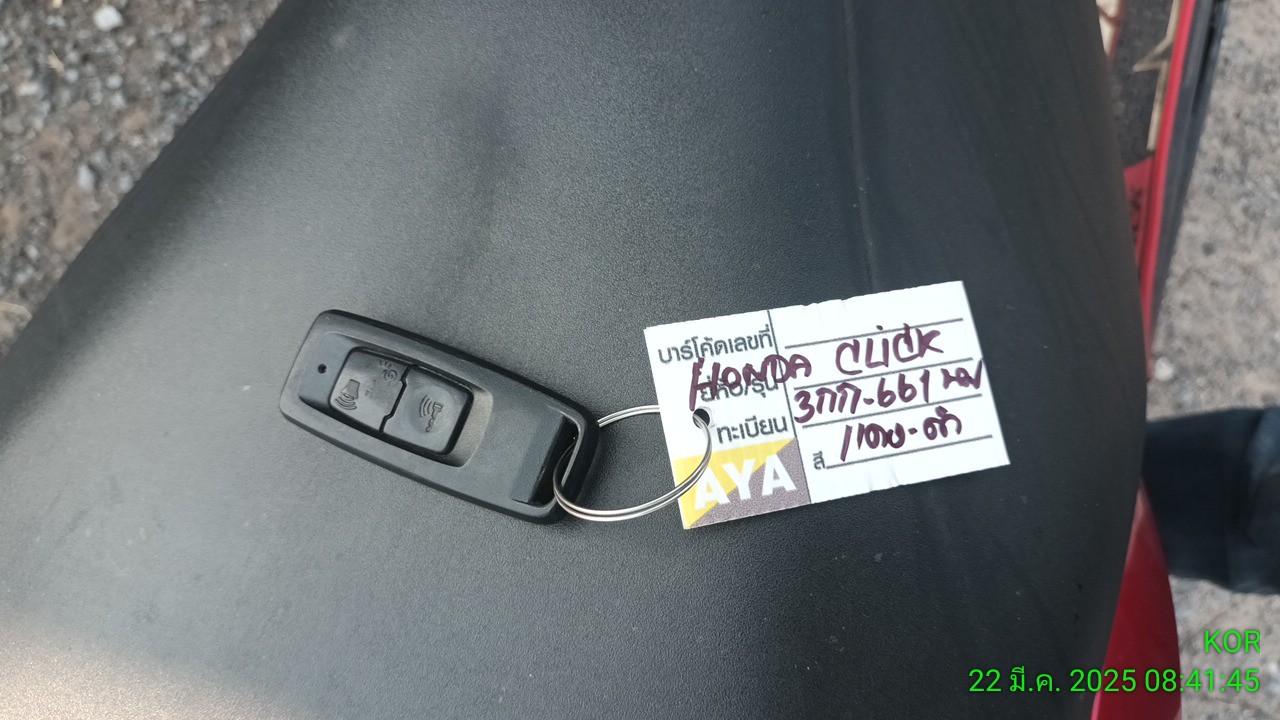 บาร์โค้ดเลขที่
HONDA CLICK
ยี่ห้อ/รุ่น
3กก-661 นม
ทะเบียน
สี แดง-ดำ
AYA
KOR
22 มี.ค. 2025 08:41:45